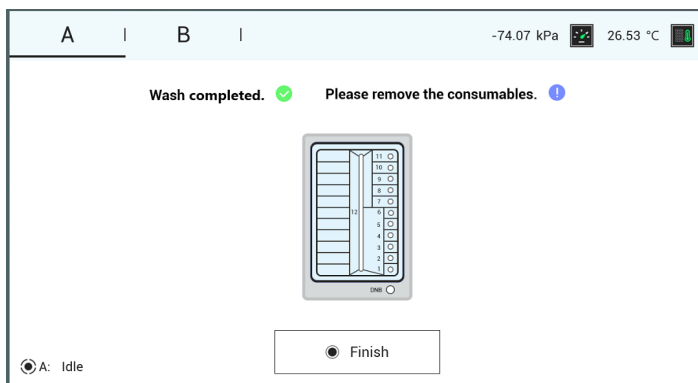 A | B |
-74.07 kPa 26.53 °C
Wash completed. Please remove the consumables.
11
10
9
8
7
12 6
5
4
3
2
1
DNB
Finish
A: Idle